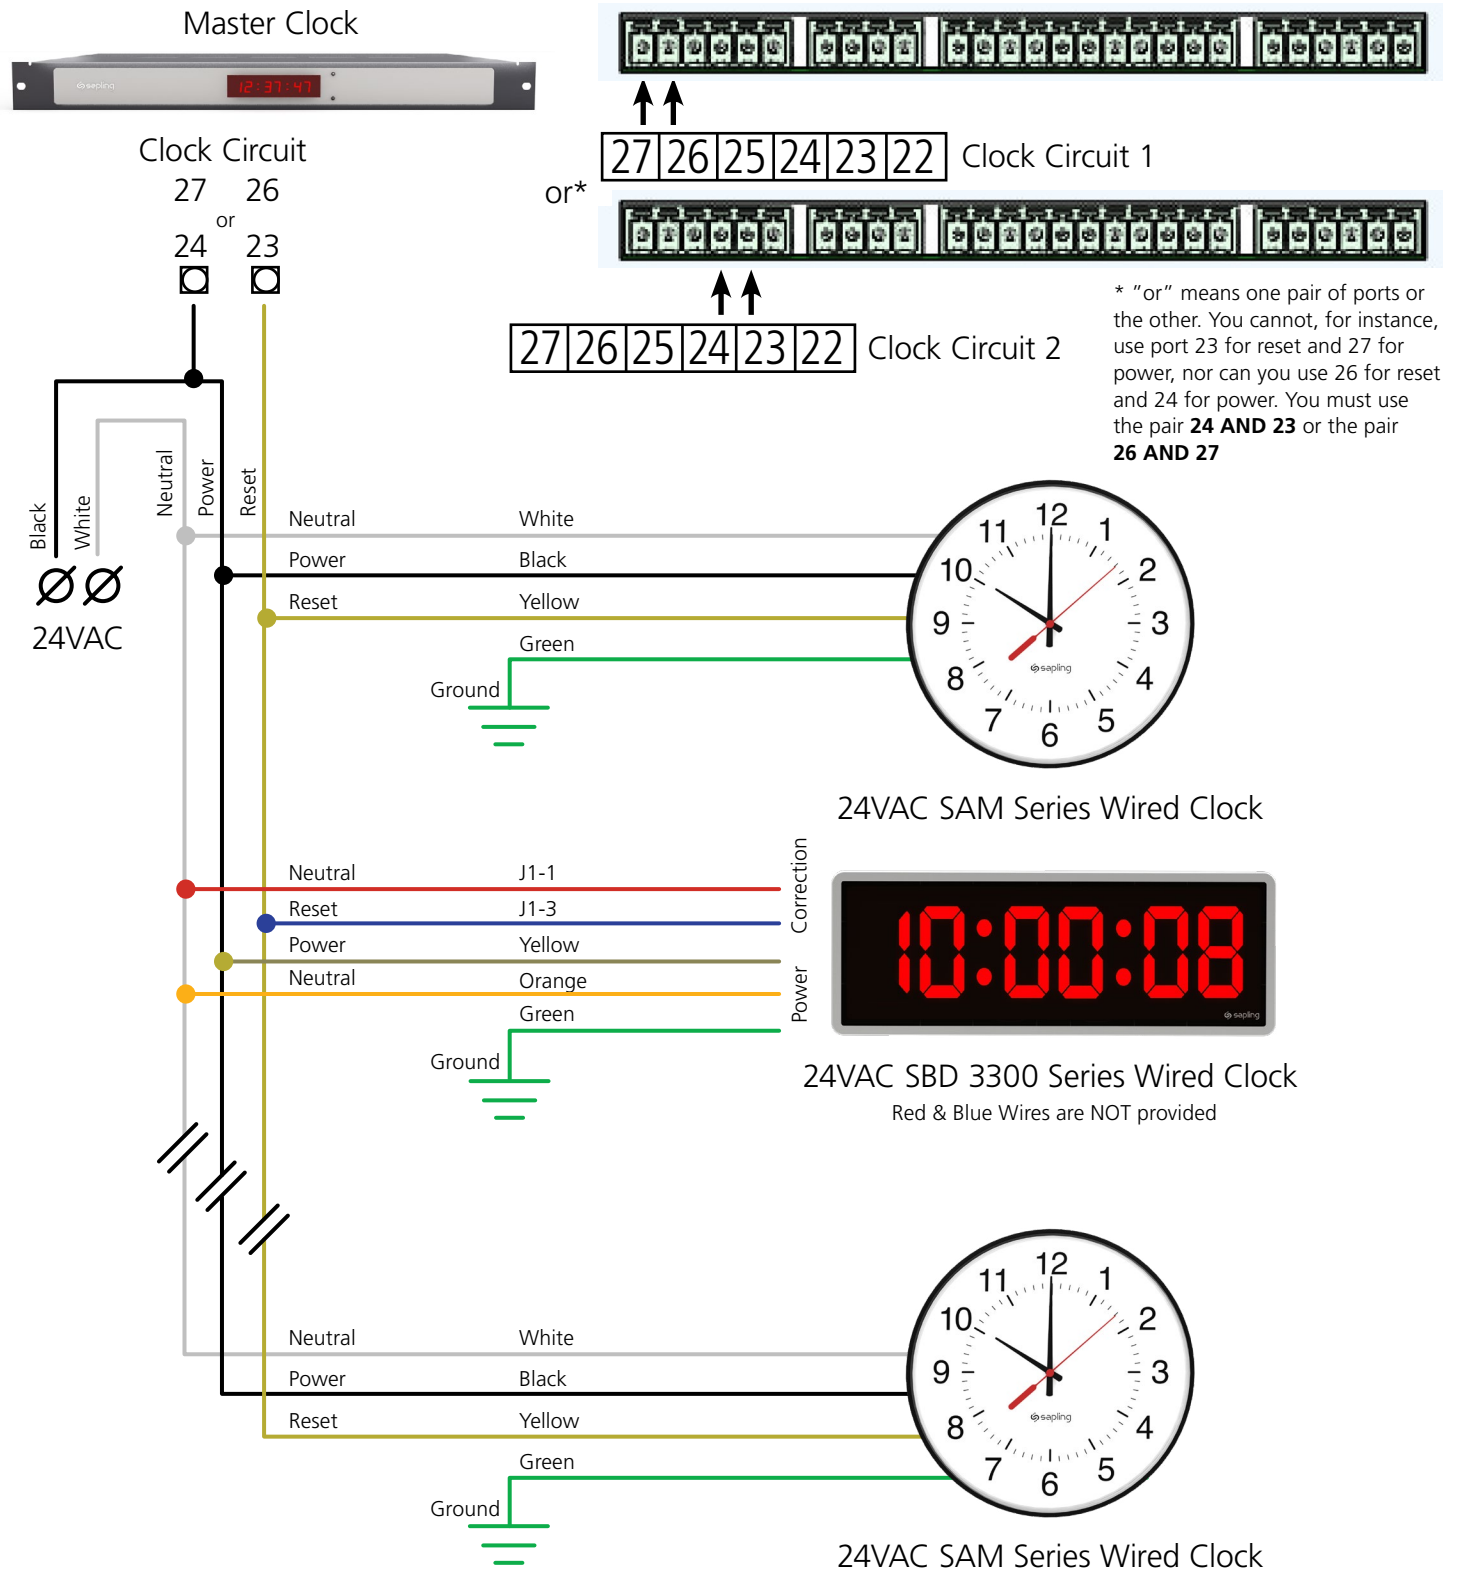 Master Clock
sapling
12:37:47
Clock Circuit
27 26
or
24 23
27 26 25 24 23 22 Clock Circuit 1
or*
27 26 25 24 23 22 Clock Circuit 2
* "or" means one pair of ports or
the other. You cannot, for instance,
use port 23 for reset and 27 for
power, nor can you use 26 for reset
and 24 for power. You must use
the pair 24 AND 23 or the pair
26 AND 27
Black
White
Neutral
Power
Reset
24VAC
Neutral White
Power Black
Reset Yellow
Green
Ground
12
1
2
3
4
5
6
7
8
9
10
11
sapling
24VAC SAM Series Wired Clock
Neutral J1-1
Reset J1-3
Power Yellow
Neutral Orange
Green
Ground
Correction
Power
10:00:08
sapling
24VAC SBD 3300 Series Wired Clock
Red & Blue Wires are NOT provided
Neutral White
Power Black
Reset Yellow
Green
Ground
12
1
2
3
4
5
6
7
8
9
10
11
sapling
24VAC SAM Series Wired Clock